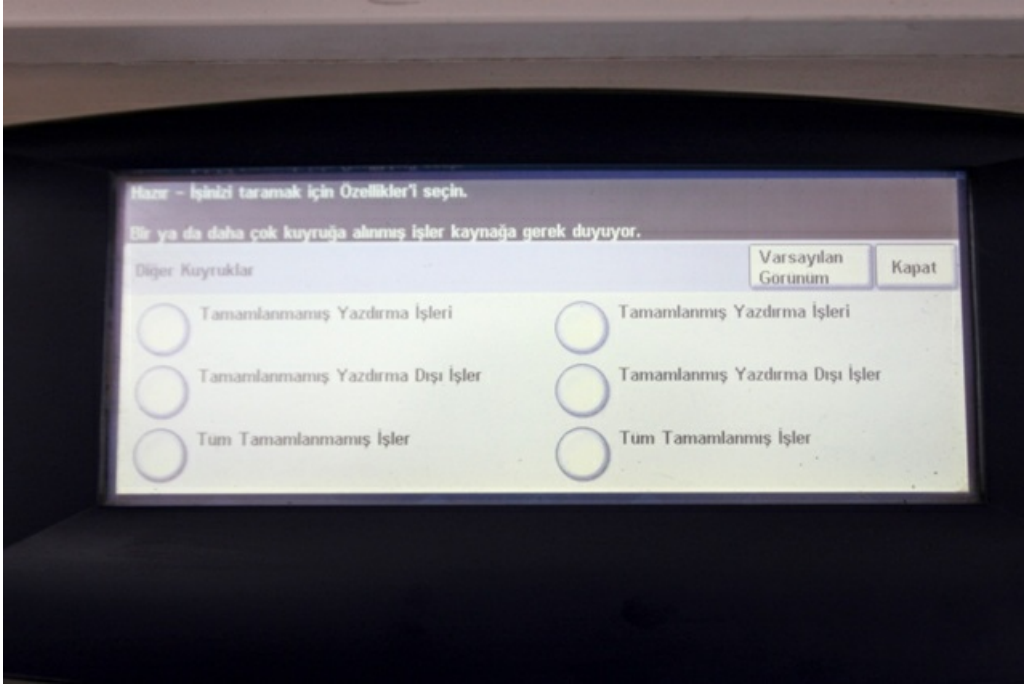 Hazır - İşinizi taramak için Özellikler'i seçin.
Bir ya da daha çok kuyruğa alınmış işler kaynağa gerek duyuyor.
Diğer Kuyruklar
Varsayılan
Görünüm
Kapat
Tamamlanmamış Yazdırma İşleri
Tamamlanmış Yazdırma İşleri
Tamamlanmamış Yazdırma Dışı İşler
Tamamlanmış Yazdırma Dışı İşler
Tüm Tamamlanmamış İşler
Tüm Tamamlanmış İşler